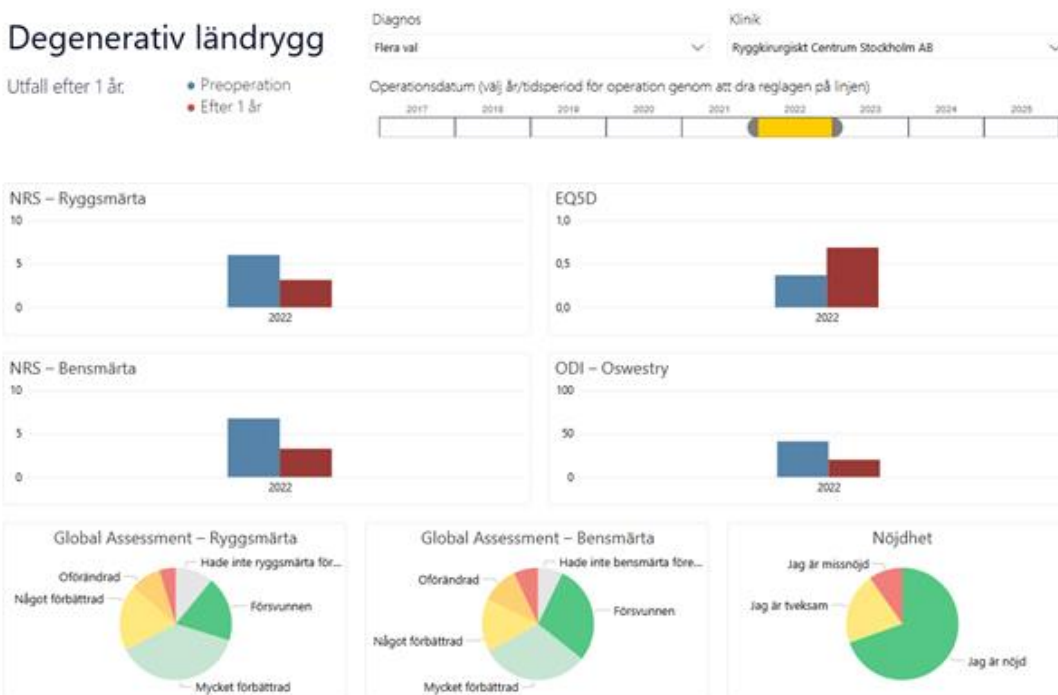 Degenerativ ländrygg
Utfall efter 1 år.
Preoperation
Efter 1 år
Diagnos
Flera val
Klinik
Ryggkirurgiskt Centrum Stockholm AB
Operationsdatum (välj år/tidsperiod för operation genom att dra reglagen på linjen)
2017 2018 2019 2020 2021 2022 2023 2024 2025
NRS – Ryggsmärta
10
5
0
2022
EQ5D
1,0
0,5
0,0
2022
NRS – Bensmärta
10
5
0
2022
ODI – Oswestry
100
50
0
2022
Global Assessment – Ryggsmärta
Hade inte ryggsmärta för...
Oförändrad
Något förbättrad
Försvunnen
Mycket förbättrad
Global Assessment – Bensmärta
Hade inte bensmärta före...
Oförändrad
Försvunnen
Något förbättrad
Mycket förbättrad
Nöjdhet
Jag är missnöjd
Jag är tveksam
Jag är nöjd